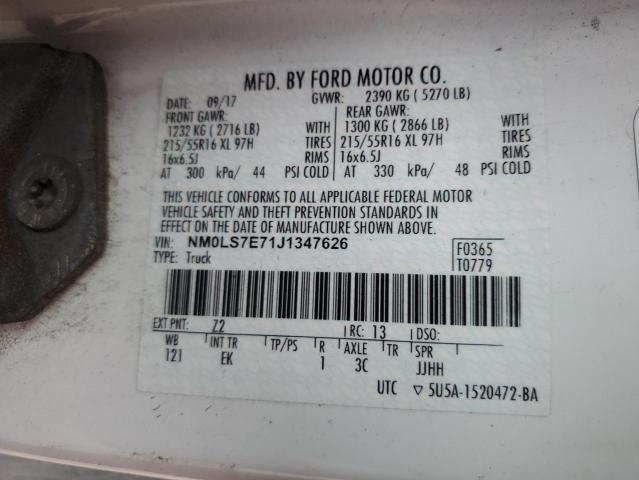 MFD. BY FORD MOTOR CO.
DATE: 09/17 GVWR: 2390 KG ( 5270 LB)
FRONT GAWR: REAR GAWR:
1232 KG ( 2716 LB) WITH 1300 KG ( 2866 LB) WITH
215/55R16 XL 97H TIRES 215/55R16 XL 97H TIRES
16x6.5J RIMS 16x6.5J RIMS
AT 300 kPa/ 44 PSI COLD AT 330 kPa/ 48 PSI COLD
THIS VEHICLE CONFORMS TO ALL APPLICABLE FEDERAL MOTOR
VEHICLE SAFETY AND THEFT PREVENTION STANDARDS IN
EFFECT ON THE DATE OF MANUFACTURE SHOWN ABOVE.
VIN: NM0LS7E71J1347626 F0365
TYPE: Truck T0779
EXT PNT: Z2 RC: 13 DSO:
WB INT TR TP/PS R AXLE TR SPR
121 EK 1 3C JJHH
UTC ▽ 5U5A-1520472-BA